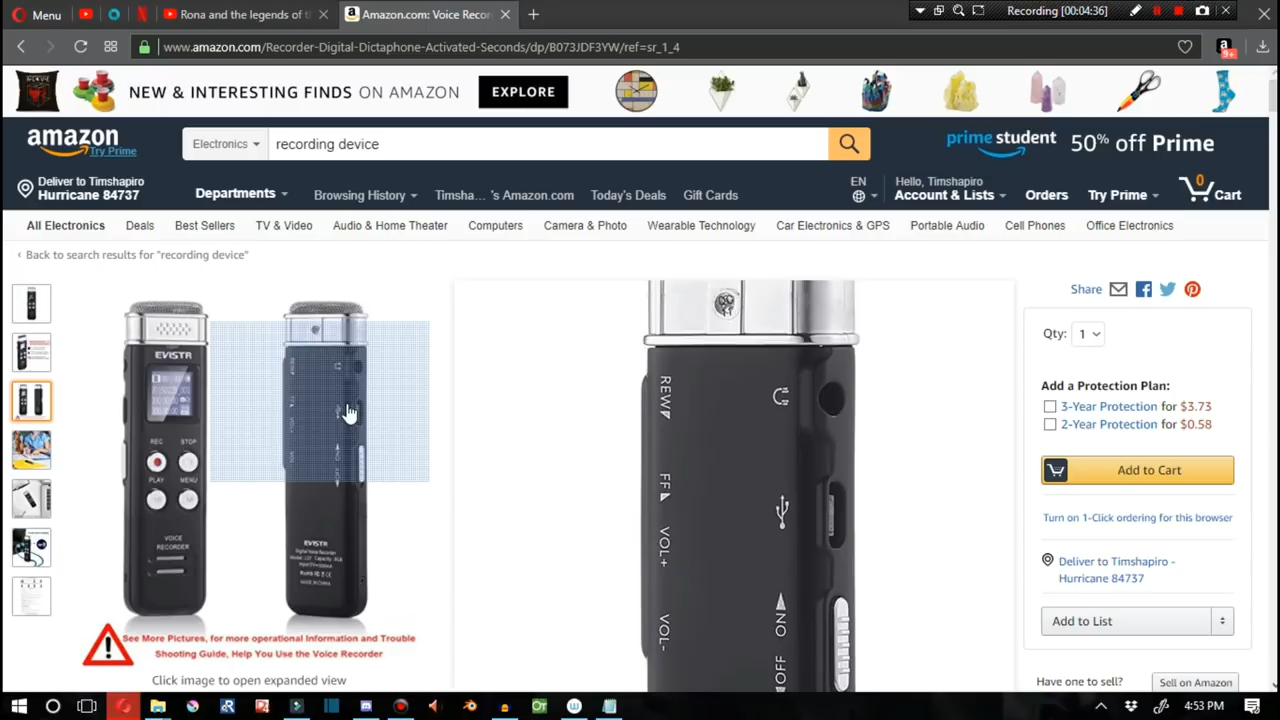 Menu
Rona and the legends of th
Amazon.com: Voice Recor
Recording [00:04:36]
www.amazon.com/Recorder-Digital-Dictaphone-Activated-Seconds/dp/B073JDF3YW/ref=sr_1_4
9+
NEW & INTERESTING FINDS ON AMAZON
EXPLORE
amazon
Try Prime
Electronics
recording device
prime student
50% off Prime
Deliver to Timshapiro
Hurricane 84737
Departments
Browsing History
Timsha... 's Amazon.com
Today's Deals
Gift Cards
EN
Hello, Timshapiro
Account & Lists
Orders
Try Prime
0
Cart
All Electronics
Deals
Best Sellers
TV & Video
Audio & Home Theater
Computers
Camera & Photo
Wearable Technology
Car Electronics & GPS
Portable Audio
Cell Phones
Office Electronics
‹ Back to search results for "recording device"
EVISTR
REC
STOP
PLAY
MENU
VOICE
RECORDER
EVISTR
Digital Voice Recorder
MADE IN CHINA
See More Pictures, for more operational Information and Trouble
Shooting Guide, Help You Use the Voice Recorder
Click image to open expanded view
REW
FF
VOL+
VOL-
ON
OFF
Share
Qty: 1
Add a Protection Plan:
3-Year Protection for $3.73
2-Year Protection for $0.58
Add to Cart
Turn on 1-Click ordering for this browser
Deliver to Timshapiro -
Hurricane 84737
Add to List
Have one to sell?
Sell on Amazon
4:53 PM